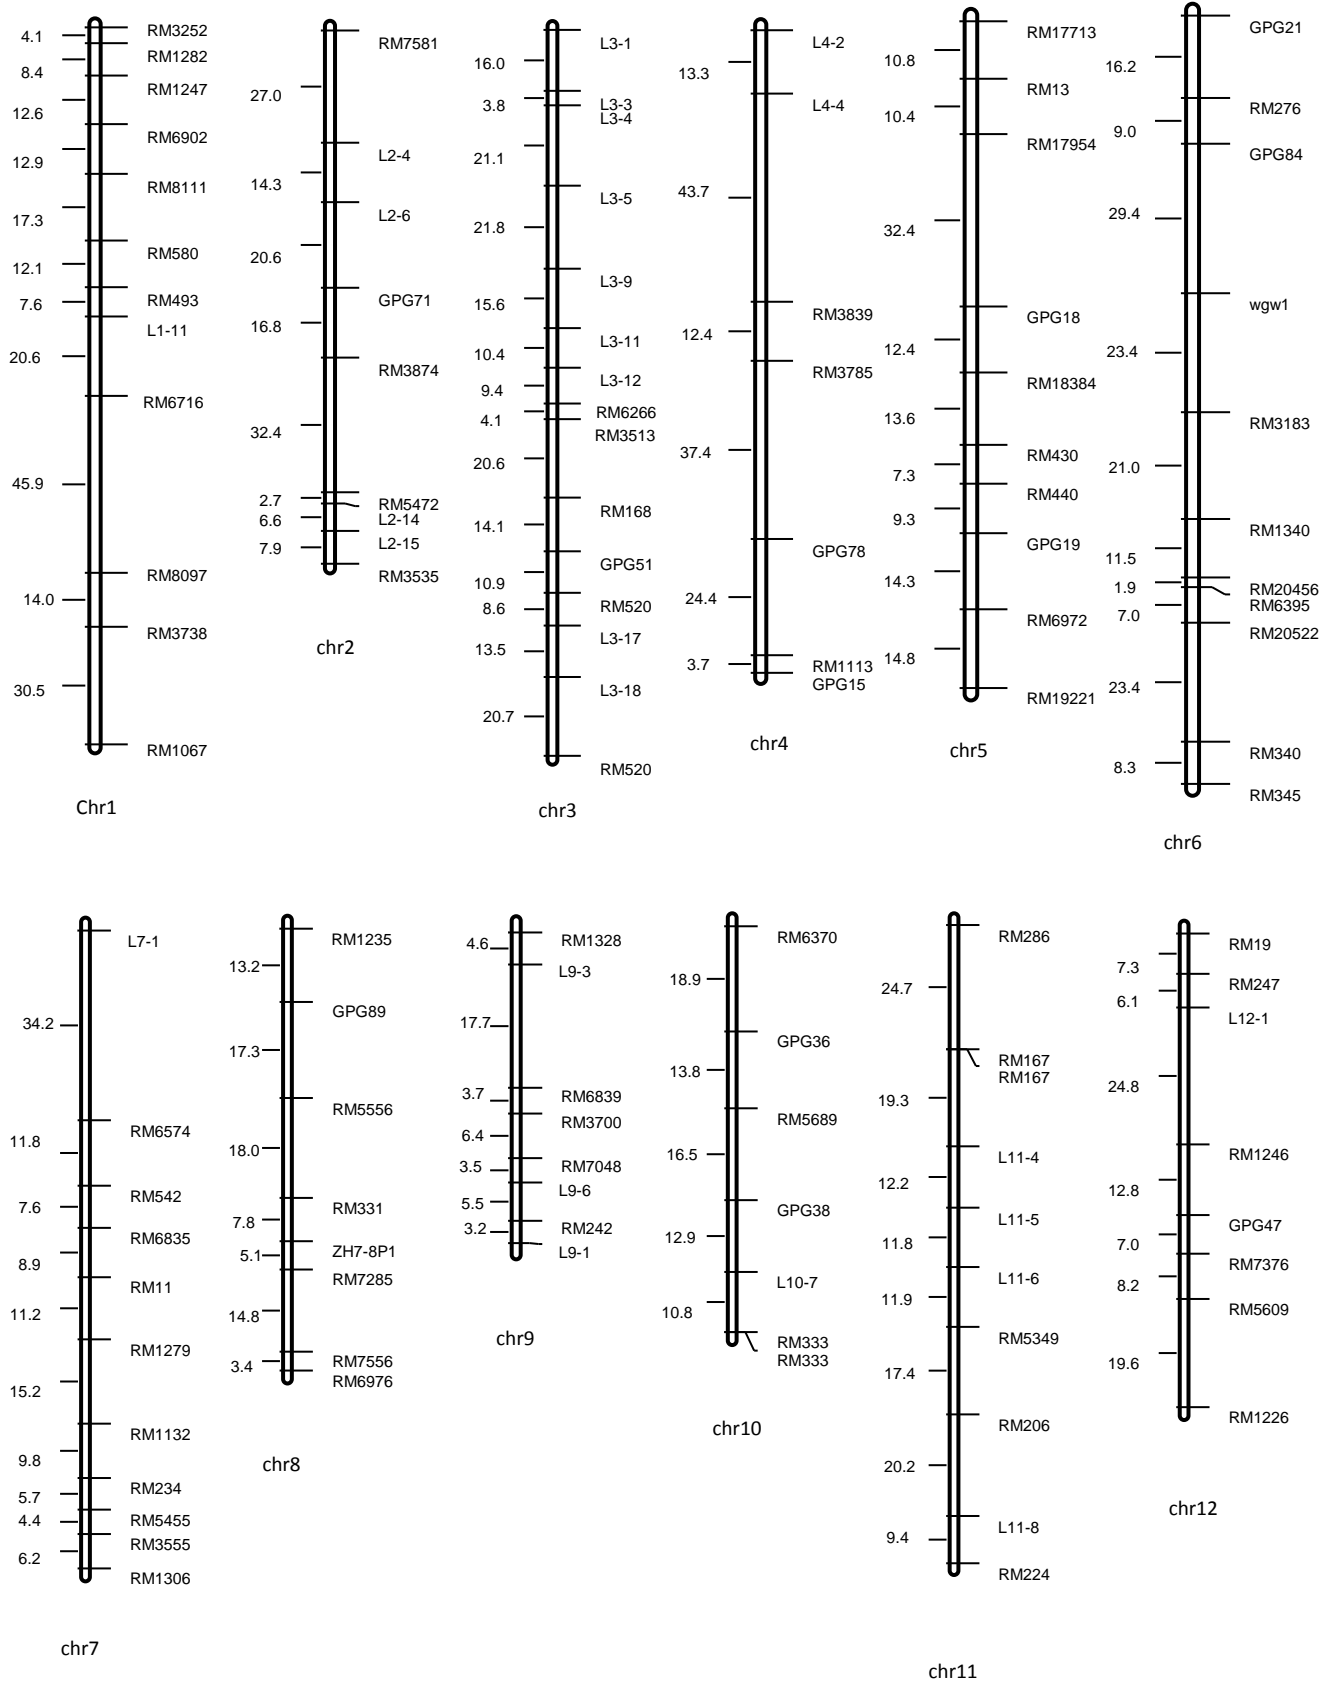 RM3252
4.1
RM1282
8.4
RM1247
12.6
RM6902
12.9
RM8111
17.3
RM580
12.1
RM493
7.6
L1-11
20.6
RM6716
45.9
RM8097
14.0
RM3738
30.5
RM1067
Chr1
RM7581
27.0
L2-4
14.3
L2-6
20.6
GPG71
16.8
RM3874
32.4
RM5472
2.7
L2-14
6.6
L2-15
7.9
RM3535
chr2
L3-1
16.0
L3-3
3.8
L3-4
21.1
L3-5
21.8
L3-9
15.6
L3-11
10.4
L3-12
9.4
RM6266
4.1
RM3513
20.6
RM168
14.1
GPG51
10.9
RM520
8.6
L3-17
13.5
L3-18
20.7
RM520
chr3
L4-2
13.3
L4-4
43.7
RM3839
12.4
RM3785
37.4
GPG78
24.4
RM1113
3.7
GPG15
chr4
RM17713
10.8
RM13
10.4
RM17954
32.4
GPG18
12.4
RM18384
13.6
RM430
7.3
RM440
9.3
GPG19
14.3
RM6972
14.8
RM19221
chr5
GPG21
16.2
RM276
9.0
GPG84
29.4
wgw1
23.4
RM3183
21.0
RM1340
11.5
RM20456
1.9
RM6395
7.0
RM20522
23.4
RM340
8.3
RM345
chr6
L7-1
34.2
RM6574
11.8
RM542
7.6
RM6835
8.9
RM11
11.2
RM1279
15.2
RM1132
9.8
RM234
5.7
RM5455
4.4
RM3555
6.2
RM1306
chr7
RM1235
13.2
GPG89
17.3
RM5556
18.0
RM331
7.8
ZH7-8P1
5.1
RM7285
14.8
RM7556
3.4
RM6976
chr8
RM1328
4.6
L9-3
17.7
RM6839
3.7
RM3700
6.4
RM7048
3.5
L9-6
5.5
RM242
3.2
L9-1
chr9
RM6370
18.9
GPG36
13.8
RM5689
16.5
GPG38
12.9
L10-7
10.8
RM333
RM333
chr10
RM286
24.7
RM167
RM167
19.3
L11-4
12.2
L11-5
11.8
L11-6
11.9
RM5349
17.4
RM206
20.2
L11-8
9.4
RM224
chr11
RM19
7.3
RM247
6.1
L12-1
24.8
RM1246
12.8
GPG47
7.0
RM7376
8.2
RM5609
19.6
RM1226
chr12